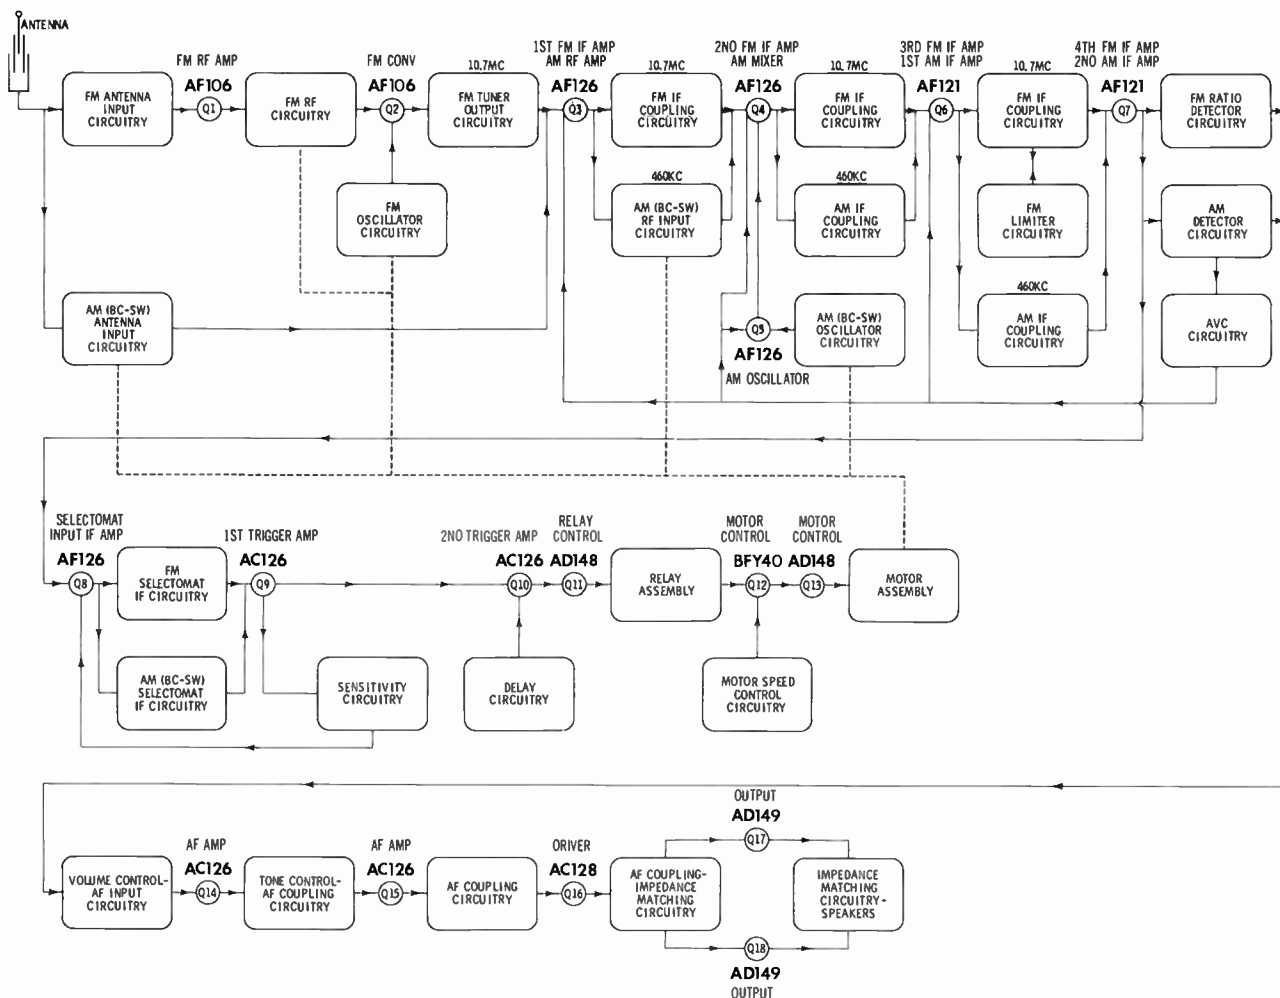 ANTENNA
FM RF AMP
AF106
Q1
FM CONV
AF106
Q2
1ST FM IF AMP
AM RF AMP
AF126
Q3
2NO FM IF AMP
AM MIXER
AF126
Q4
3RD FM IF AMP
1ST AM IF AMP
AF121
Q6
4TH FM IF AMP
2NO AM IF AMP
AF121
Q7
FM ANTENNA
INPUT
CIRCUITRY
FM RF
CIRCUITRY
10.7MC
FM TUNER
OUTPUT
CIRCUITRY
10.7MC
FM IF
COUPLING
CIRCUITRY
10.7MC
FM IF
COUPLING
CIRCUITRY
10.7MC
FM IF
COUPLING
CIRCUITRY
FM RATIO
DETECTOR
CIRCUITRY
FM
OSCILLATOR
CIRCUITRY
460KC
AM (BC-SW)
RF INPUT
CIRCUITRY
460KC
AM IF
COUPLING
CIRCUITRY
FM
LIMITER
CIRCUITRY
AM
DETECTOR
CIRCUITRY
AM (BC-SW)
ANTENNA
INPUT
CIRCUITRY
Q5
AF126
AM OSCILLATOR
AM (BC-SW)
OSCILLATOR
CIRCUITRY
460KC
AM IF
COUPLING
CIRCUITRY
AVC
CIRCUITRY
SELECTOMAT
INPUT IF AMP
AF126
Q8
FM
SELECTOMAT
IF CIRCUITRY
1ST TRIGGER AMP
AC126
Q9
2NO TRIGGER AMP
AC126
Q10
RELAY
CONTROL
AD148
Q11
RELAY
ASSEMBLY
MOTOR
CONTROL
BFY40
Q12
MOTOR
CONTROL
AD148
Q13
MOTOR
ASSEMBLY
AM (BC-SW)
SELECTOMAT
IF CIRCUITRY
SENSITIVITY
CIRCUITRY
DELAY
CIRCUITRY
MOTOR SPEED
CONTROL
CIRCUITRY
VOLUME CONTROL-
AF INPUT
CIRCUITRY
AF AMP
AC126
Q14
TONE CONTROL-
AF COUPLING
CIRCUITRY
AF AMP
AC126
Q15
AF COUPLING
CIRCUITRY
DRIVER
AC128
Q16
AF COUPLING-
IMPEDANCE
MATCHING
CIRCUITRY
OUTPUT
AD149
Q17
IMPEDANCE
MATCHING
CIRCUITRY-
SPEAKERS
Q18
AD149
OUTPUT